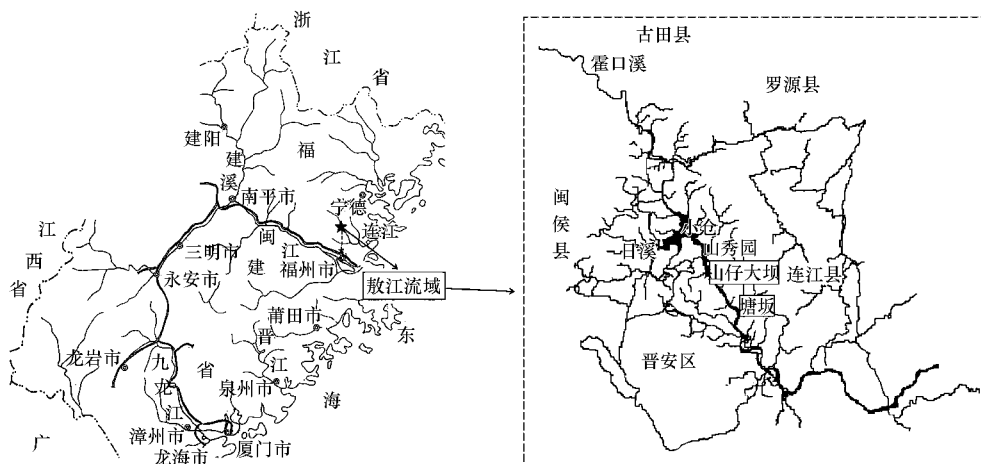 浙
江
省
建阳
建
溪
福
南平市
宁德
连江
闽
江
福州市
建
三明市
永安市
江
西
省
敖江流域
莆田市
东
晋
江
龙岩市
九
龙
江
省
泉州市
海
漳州市
厦门市
龙海市
广
古田县
霍口溪
罗源县
闽
侯
县
小沧
日溪
山秀园
山仔大坝
连江县
塘坂
晋安区